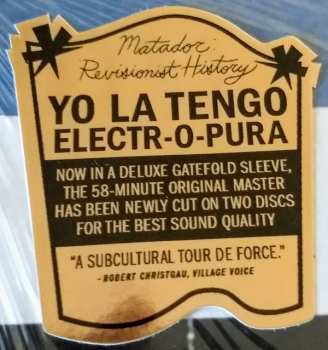 Matador
Revisionist History
YO LA TENGO
ELECTR-O-PURA
NOW IN A DELUXE GATEFOLD SLEEVE,
THE 58-MINUTE ORIGINAL MASTER
HAS BEEN NEWLY CUT ON TWO DISCS
FOR THE BEST SOUND QUALITY
"A SUBCULTURAL TOUR DE FORCE."
- ROBERT CHRISTGAU, VILLAGE VOICE